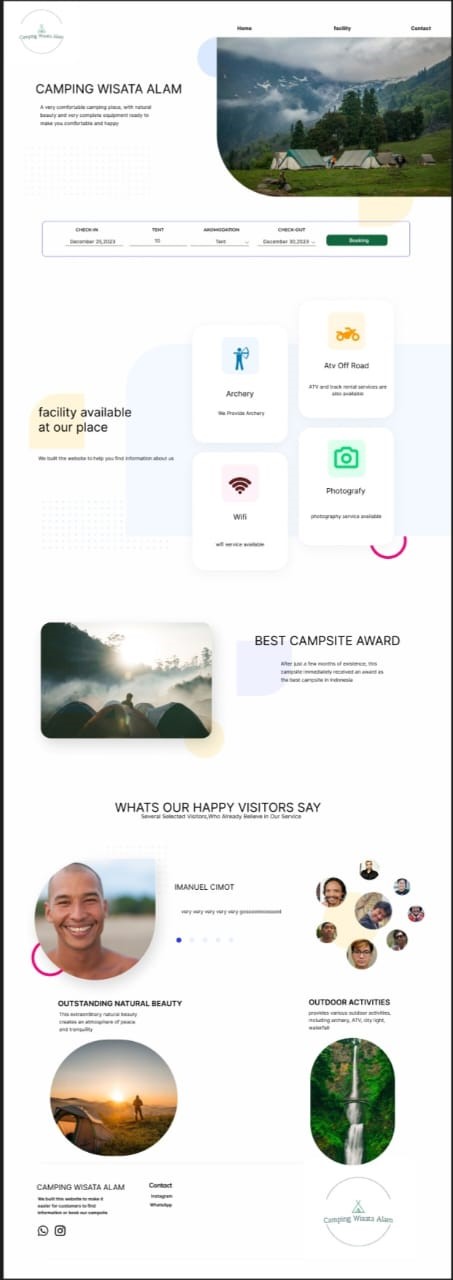 Camping Wisata Alam
Home facility Contact
CAMPING WISATA ALAM
A very comfortable camping place, with natural
beauty and very complete equipment ready to
make you comfortable and happy
CHECK-IN TENT AKOMODATION CHECK-OUT
December 25,2023 10 Tent December 30,2023 Booking
Atv Off Road
ATV and track rental services are
also available
Archery
We Provide Archery
facility available
at our place
We built the website to help you find information about us
Photografy
photography service available
Wifi
wifi service available
BEST CAMPSITE AWARD
After just a few months of existence, this
campsite immediately received an award as
the best campsite in Indonesia
WHATS OUR HAPPY VISITORS SAY
Several Selected Visitors,Who Already Believe in Our Service
IMANUEL CIMOT
OUTSTANDING NATURAL BEAUTY
This extraordinary natural beauty
creates an atmosphere of peace
and tranquility
OUTDOOR ACTIVITIES
provides various outdoor activities,
including archery, ATV, city light,
waterfall
CAMPING WISATA ALAM
We built this website to make it
easier for customers to find
information or book our campsite
Contact
Instagram
WhatsApp
Camping Wisata Alam